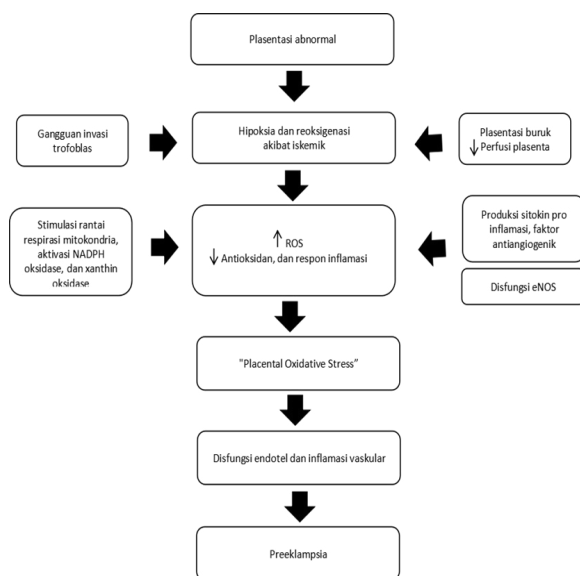 Plasentasi abnormal
Gangguan invasi
trofoblas
Hipoksia dan reoksigenasi
akibat iskemik
Plasentasi buruk
↓ Perfusi plasenta
Stimulasi rantai
respirasi mitokondria,
aktivasi NADPH
oksidase, dan xanthin
oksidase
↑ ROS
↓ Antioksidan, dan respon inflamasi
Produksi sitokin pro
inflamasi, faktor
antiangiogenik
Disfungsi eNOS
"Placental Oxidative Stress”
Disfungsi endotel dan inflamasi vaskular
Preeklampsia